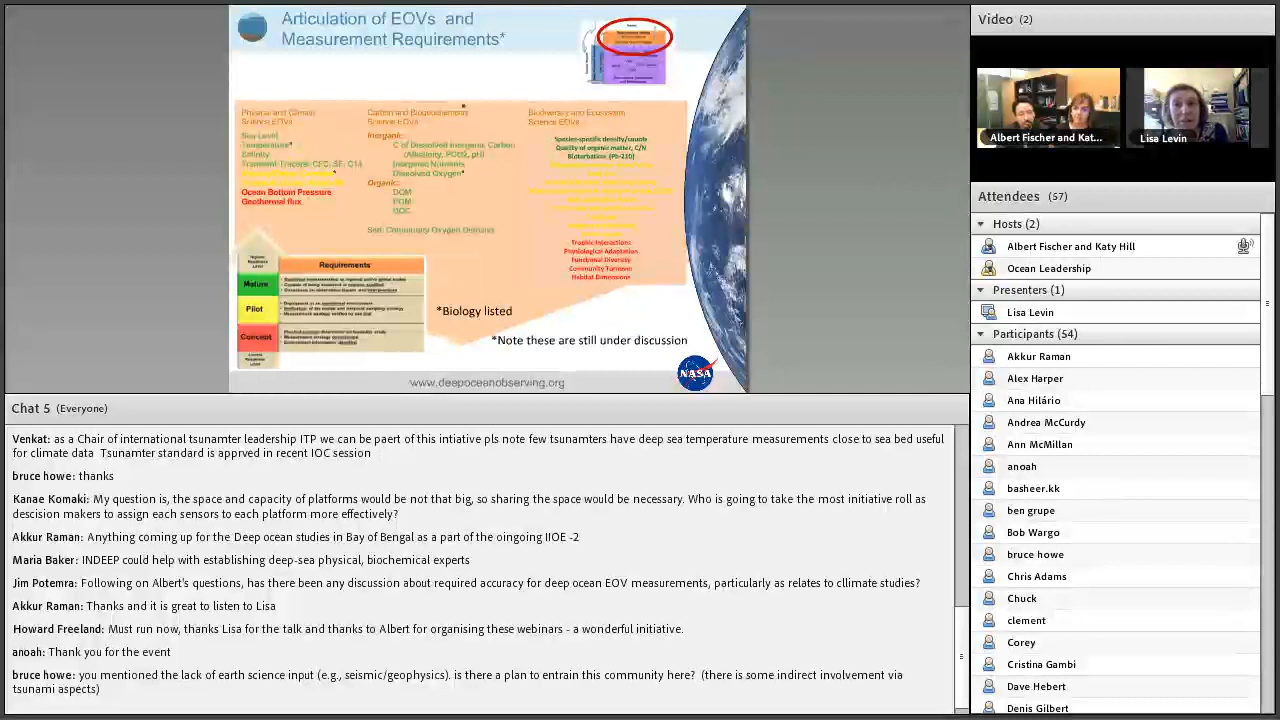 Articulation of EOVs and
Measurement Requirements*
Physical and Climate
Science EOVs
Sea Level
Temperature*
Salinity
Ocean Bottom Pressure
Geothermal flux
Carbon and Biogeochemistry
Science EOVs
Inorganic:
C of Dissolved Inorganic Carbon
Inorganic Nutrients
Dissolved Oxygen*
Organic:
DOM
POM
Sed. Community Oxygen Demand
Biodiversity and Ecosystem
Science EOVs
Species-specific density/counts
Quality of organic matter, C/N
Bioturbation (Pb-210)
Trophic Interactions
Physiological Adaptation
Functional Diversity
Community Turnover
Habitat Dimensions
Requirements
Mature
Pilot
Concept
*Biology listed
*Note these are still under discussion
www.deepoceanobserving.org
NASA
Chat 5 (Everyone)
Venkat: as a Chair of international tsunamter leadership ITP we can be paert of this intiative pls note few tsunamters have deep sea temperature measurements close to sea bed useful
for climate data Tsunamter standard is apprved in recent IOC session
bruce howe: thanks
Kanae Komaki: My question is, the space and capacity of platforms would be not that big, so sharing the space would be necessary. Who is going to take the most initiative roll as
descision makers to assign each sensors to each platform more effectively?
Akkur Raman: Anything coming up for the Deep ocean studies in Bay of Bengal as a part of the oingoing IIOE -2
Maria Baker: INDEEP could help with establishing deep-sea physical, biochemical experts
Jim Potemra: Following on Albert's questions, has there been any discussion about required accuracy for deep ocean EOV measurements, particularly as relates to cllimate studies?
Akkur Raman: Thanks and it is great to listen to Lisa
Howard Freeland: Must run now, thanks Lisa for the talk and thanks to Albert for organising these webinars - a wonderful initiative.
anoah: Thank you for the event
bruce howe: you mentioned the lack of earth science input (e.g., seismic/geophysics). is there a plan to entrain this community here? (there is some indirect involvement via
tsunami aspects)
Video (2)
Albert Fischer and Kat...
Lisa Levin
Attendees (57)
Hosts (2)
Albert Fischer and Katy Hill
Ocean Leadership
Presenters (1)
Lisa Levin
Participants (54)
Akkur Raman
Alex Harper
Ana Hilário
Andrea McCurdy
Ann McMillan
anoah
basheer.kk
ben grupe
Bob Wargo
bruce howe
Chris Adams
Chuck
clement
Corey
Cristina Gambi
Dave Hebert
Denis Gilbert